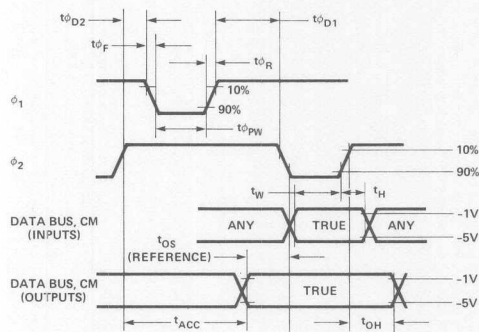 tφD2
tφD1
tφF
tφR
φ1
10%
90%
tφPW
φ2
10%
90%
tW
tH
DATA BUS, CM
(INPUTS)
ANY
TRUE
ANY
-1V
-5V
tOS
(REFERENCE)
DATA BUS, CM
(OUTPUTS)
TRUE
-1V
-5V
tACC
tOH